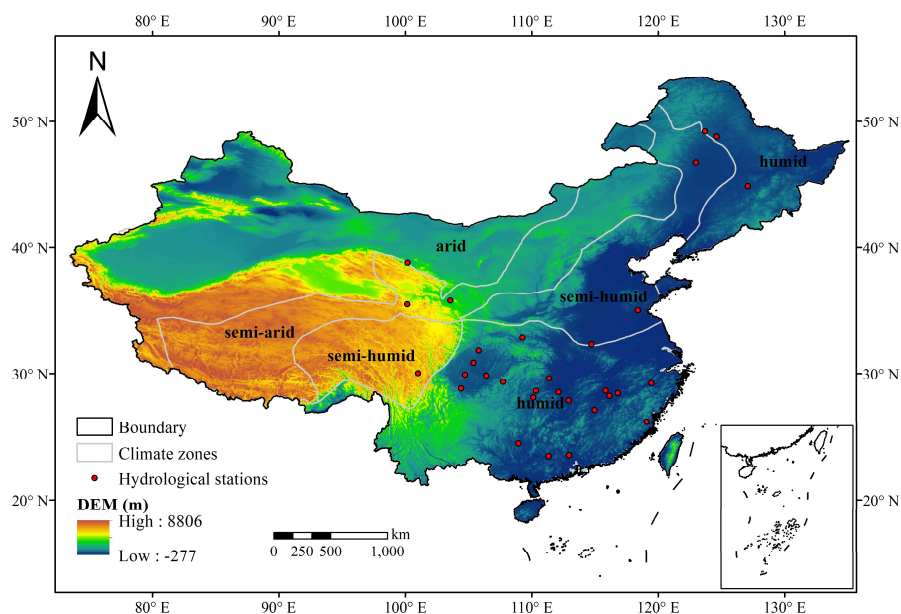 80° E 90° E 100° E 110° E 120° E 130° E
N
50° N 50° N
humid
40° N arid 40° N
semi-humid
semi-arid
semi-humid
30° N 30° N
humid
Boundary
Climate zones
Hydrological stations
20° N 20° N
DEM (m)
High : 8806
Low : -277
km
0 250 500 1,000
80° E 90° E 100° E 110° E 120° E 130° E